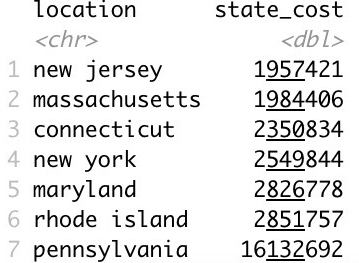 location state_cost
<chr> <dbl>
1 new jersey 1957421
2 massachusetts 1984406
3 connecticut 2350834
4 new york 2549844
5 maryland 2826778
6 rhode island 2851757
7 pennsylvania 16132692